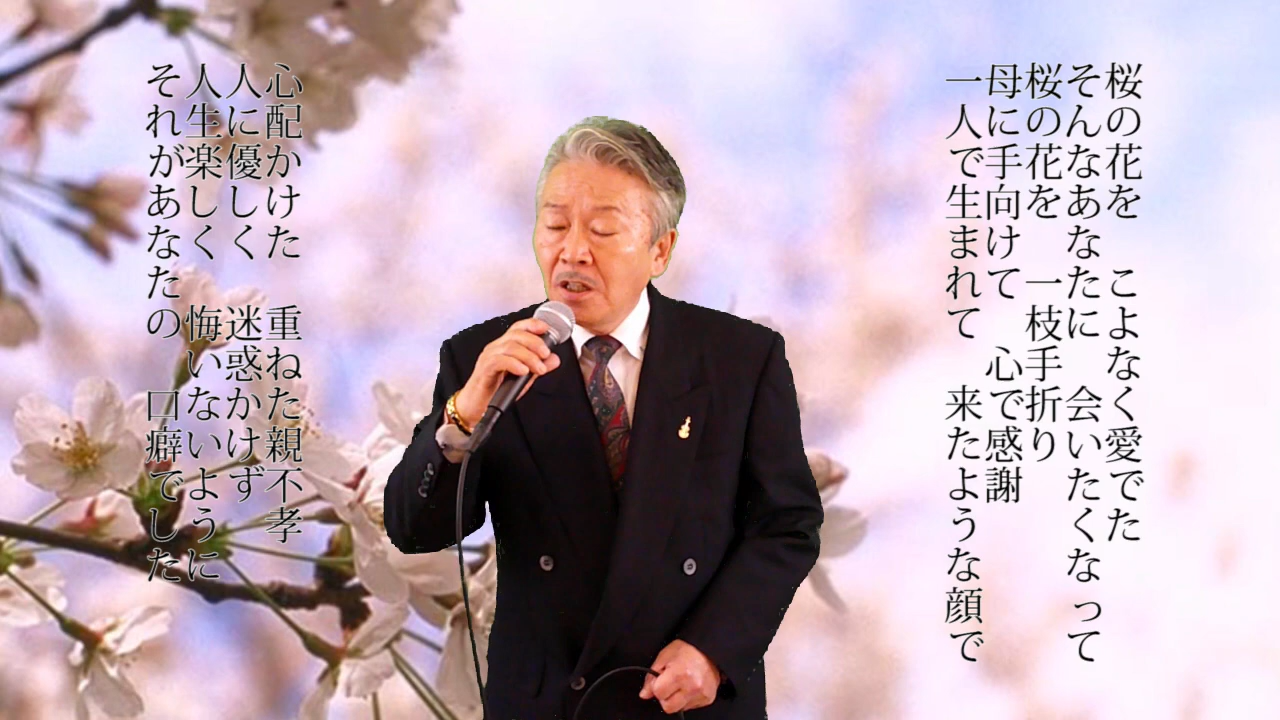 桜の花を こよなく愛でた
そんなあなたに 会いたくなって
桜の花を 一枝手折り
母に手向けて 心で感謝
一人で生まれて 来たような顔で
心配かけた 重ねた親不孝
人に優しく 迷惑かけず
人生楽しく 悔いないように
それがあなたの 口癖でした